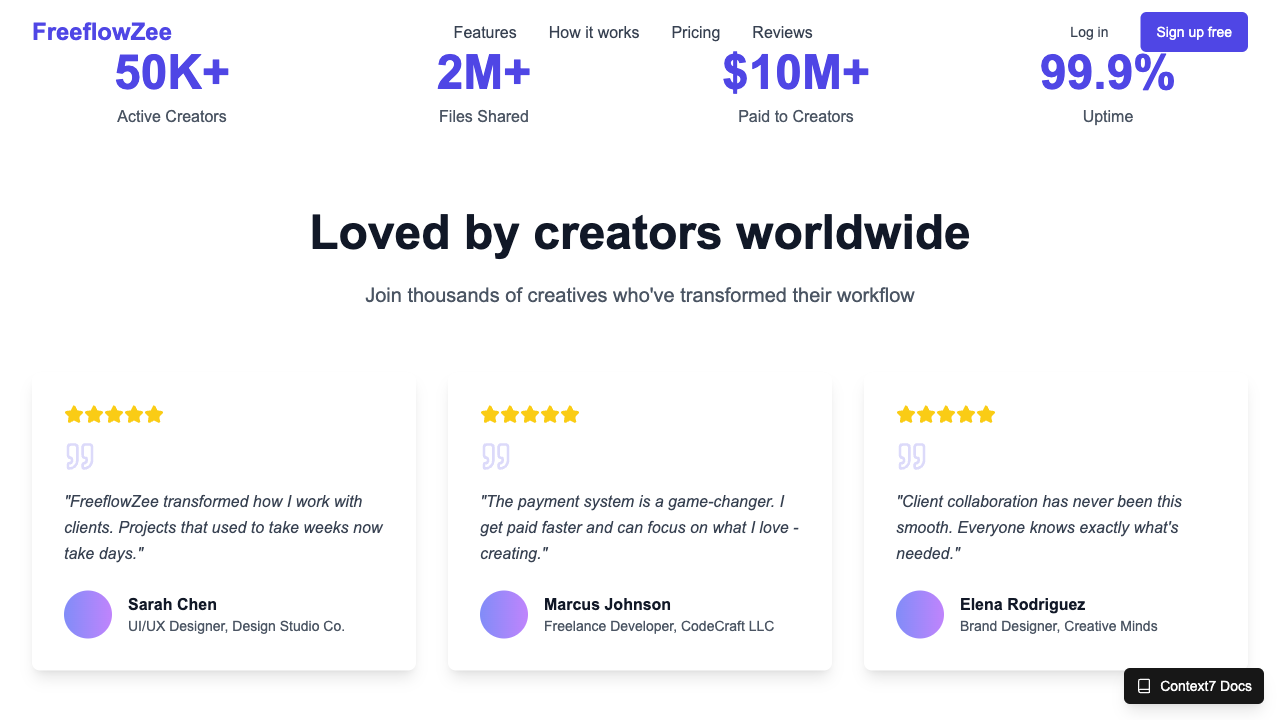 FreeflowZee
Features
How it works
Pricing
Reviews
Log in
Sign up free
50K+
Active Creators
2M+
Files Shared
$10M+
Paid to Creators
99.9%
Uptime
Loved by creators worldwide
Join thousands of creatives who've transformed their workflow
"FreeflowZee transformed how I work with
clients. Projects that used to take weeks now
take days."
Sarah Chen
UI/UX Designer, Design Studio Co.
"The payment system is a game-changer. I
get paid faster and can focus on what I love -
creating."
Marcus Johnson
Freelance Developer, CodeCraft LLC
"Client collaboration has never been this
smooth. Everyone knows exactly what's
needed."
Elena Rodriguez
Brand Designer, Creative Minds
Context7 Docs